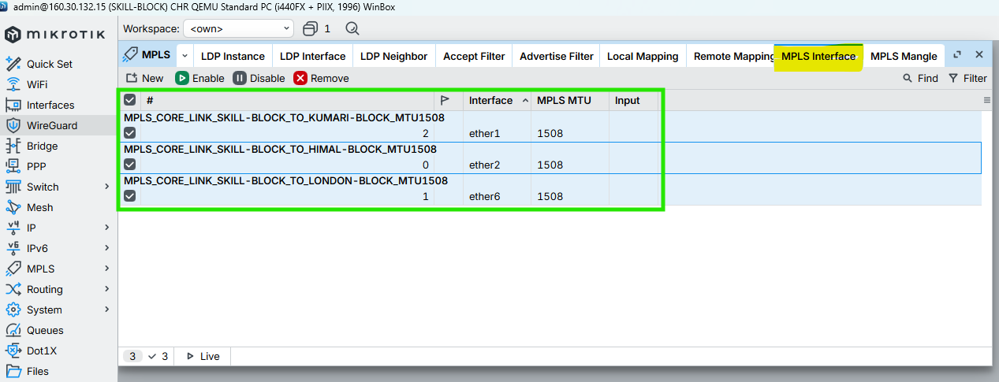 admin@160.30.132.15 (SKILL-BLOCK) CHR QEMU Standard PC (i440FX + PIIX, 1996) WinBox
mikrotik
Workspace: <own> 1
MPLS LDP Instance LDP Interface LDP Neighbor Accept Filter Advertise Filter Local Mapping Remote Mapping MPLS Interface MPLS Mangle
New Enable Disable Remove Find Filter
# Interface MPLS MTU Input
MPLS_CORE_LINK_SKILL-BLOCK_TO_KUMARI-BLOCK_MTU1508
2 ether1 1508
MPLS_CORE_LINK_SKILL-BLOCK_TO_HIMAL-BLOCK_MTU1508
0 ether2 1508
MPLS_CORE_LINK_SKILL-BLOCK_TO_LONDON-BLOCK_MTU1508
1 ether6 1508
3 3 Live
Quick Set
WiFi
Interfaces
WireGuard
Bridge
PPP
Switch
Mesh
v4 IP
v6 IPv6
MPLS
Routing
System
Queues
Dot1X
Files